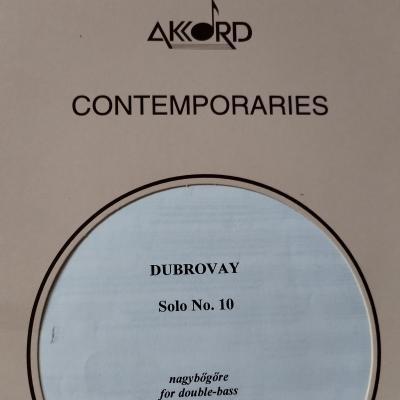 AKKORD
CONTEMPORARIES
DUBROVAY
Solo No. 10
nagybőgőre
for double-bass